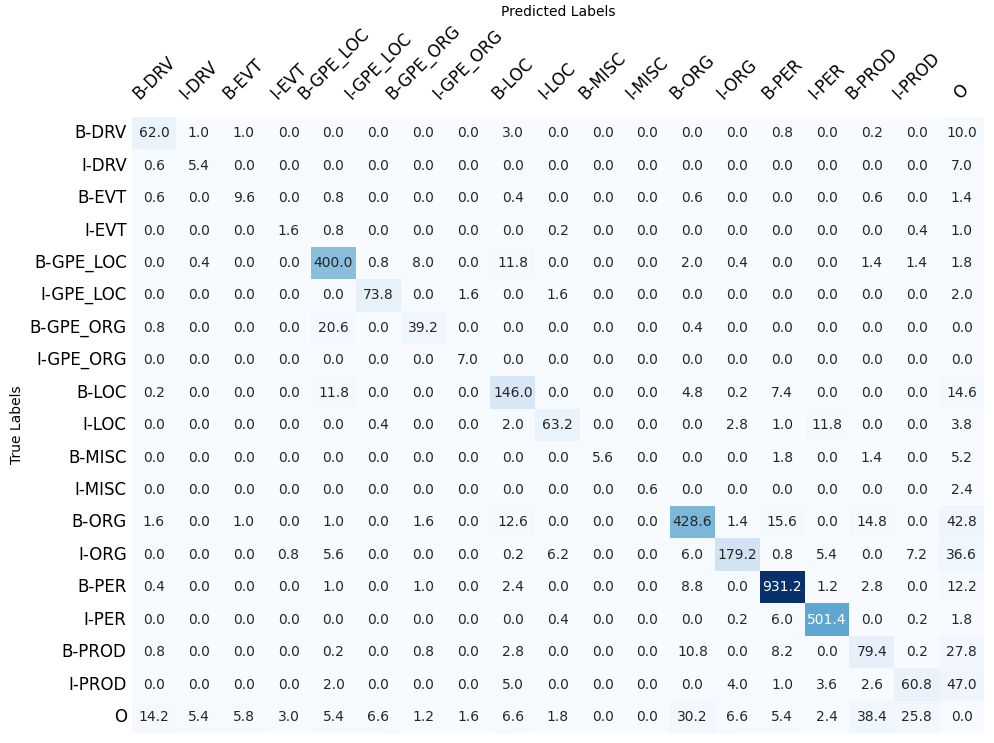 Predicted Labels
B-DRV I-DRV B-EVT I-EVT B-GPE_LOC I-GPE_LOC B-GPE_ORG I-GPE_ORG B-LOC I-LOC B-MISC I-MISC B-ORG I-ORG B-PER I-PER B-PROD I-PROD O
True Labels
B-DRV 62.0 1.0 1.0 0.0 0.0 0.0 0.0 0.0 3.0 0.0 0.0 0.0 0.0 0.0 0.8 0.0 0.2 0.0 10.0
I-DRV 0.6 5.4 0.0 0.0 0.0 0.0 0.0 0.0 0.0 0.0 0.0 0.0 0.0 0.0 0.0 0.0 0.0 0.0 7.0
B-EVT 0.6 0.0 9.6 0.0 0.8 0.0 0.0 0.0 0.4 0.0 0.0 0.0 0.6 0.0 0.0 0.0 0.6 0.0 1.4
I-EVT 0.0 0.0 0.0 1.6 0.8 0.0 0.0 0.0 0.0 0.2 0.0 0.0 0.0 0.0 0.0 0.0 0.0 0.4 1.0
B-GPE_LOC 0.0 0.4 0.0 0.0 400.0 0.8 8.0 0.0 11.8 0.0 0.0 0.0 2.0 0.4 0.0 0.0 1.4 1.4 1.8
I-GPE_LOC 0.0 0.0 0.0 0.0 0.0 73.8 0.0 1.6 0.0 1.6 0.0 0.0 0.0 0.0 0.0 0.0 0.0 0.0 2.0
B-GPE_ORG 0.8 0.0 0.0 0.0 20.6 0.0 39.2 0.0 0.0 0.0 0.0 0.0 0.4 0.0 0.0 0.0 0.0 0.0 0.0
I-GPE_ORG 0.0 0.0 0.0 0.0 0.0 0.0 0.0 7.0 0.0 0.0 0.0 0.0 0.0 0.0 0.0 0.0 0.0 0.0 0.0
B-LOC 0.2 0.0 0.0 0.0 11.8 0.0 0.0 0.0 146.0 0.0 0.0 0.0 4.8 0.2 7.4 0.0 0.0 0.0 14.6
I-LOC 0.0 0.0 0.0 0.0 0.0 0.4 0.0 0.0 2.0 63.2 0.0 0.0 0.0 2.8 1.0 11.8 0.0 0.0 3.8
B-MISC 0.0 0.0 0.0 0.0 0.0 0.0 0.0 0.0 0.0 0.0 5.6 0.0 0.0 0.0 1.8 0.0 1.4 0.0 5.2
I-MISC 0.0 0.0 0.0 0.0 0.0 0.0 0.0 0.0 0.0 0.0 0.0 0.6 0.0 0.0 0.0 0.0 0.0 0.0 2.4
B-ORG 1.6 0.0 1.0 0.0 1.0 0.0 1.6 0.0 12.6 0.0 0.0 0.0 428.6 1.4 15.6 0.0 14.8 0.0 42.8
I-ORG 0.0 0.0 0.0 0.8 5.6 0.0 0.0 0.0 0.2 6.2 0.0 0.0 6.0 179.2 0.8 5.4 0.0 7.2 36.6
B-PER 0.4 0.0 0.0 0.0 1.0 0.0 1.0 0.0 2.4 0.0 0.0 0.0 8.8 0.0 931.2 1.2 2.8 0.0 12.2
I-PER 0.0 0.0 0.0 0.0 0.0 0.0 0.0 0.0 0.0 0.4 0.0 0.0 0.0 0.2 6.0 501.4 0.0 0.2 1.8
B-PROD 0.8 0.0 0.0 0.0 0.2 0.0 0.8 0.0 2.8 0.0 0.0 0.0 10.8 0.0 8.2 0.0 79.4 0.2 27.8
I-PROD 0.0 0.0 0.0 0.0 2.0 0.0 0.0 0.0 5.0 0.0 0.0 0.0 0.0 4.0 1.0 3.6 2.6 60.8 47.0
O 14.2 5.4 5.8 3.0 5.4 6.6 1.2 1.6 6.6 1.8 0.0 0.0 30.2 6.6 5.4 2.4 38.4 25.8 0.0